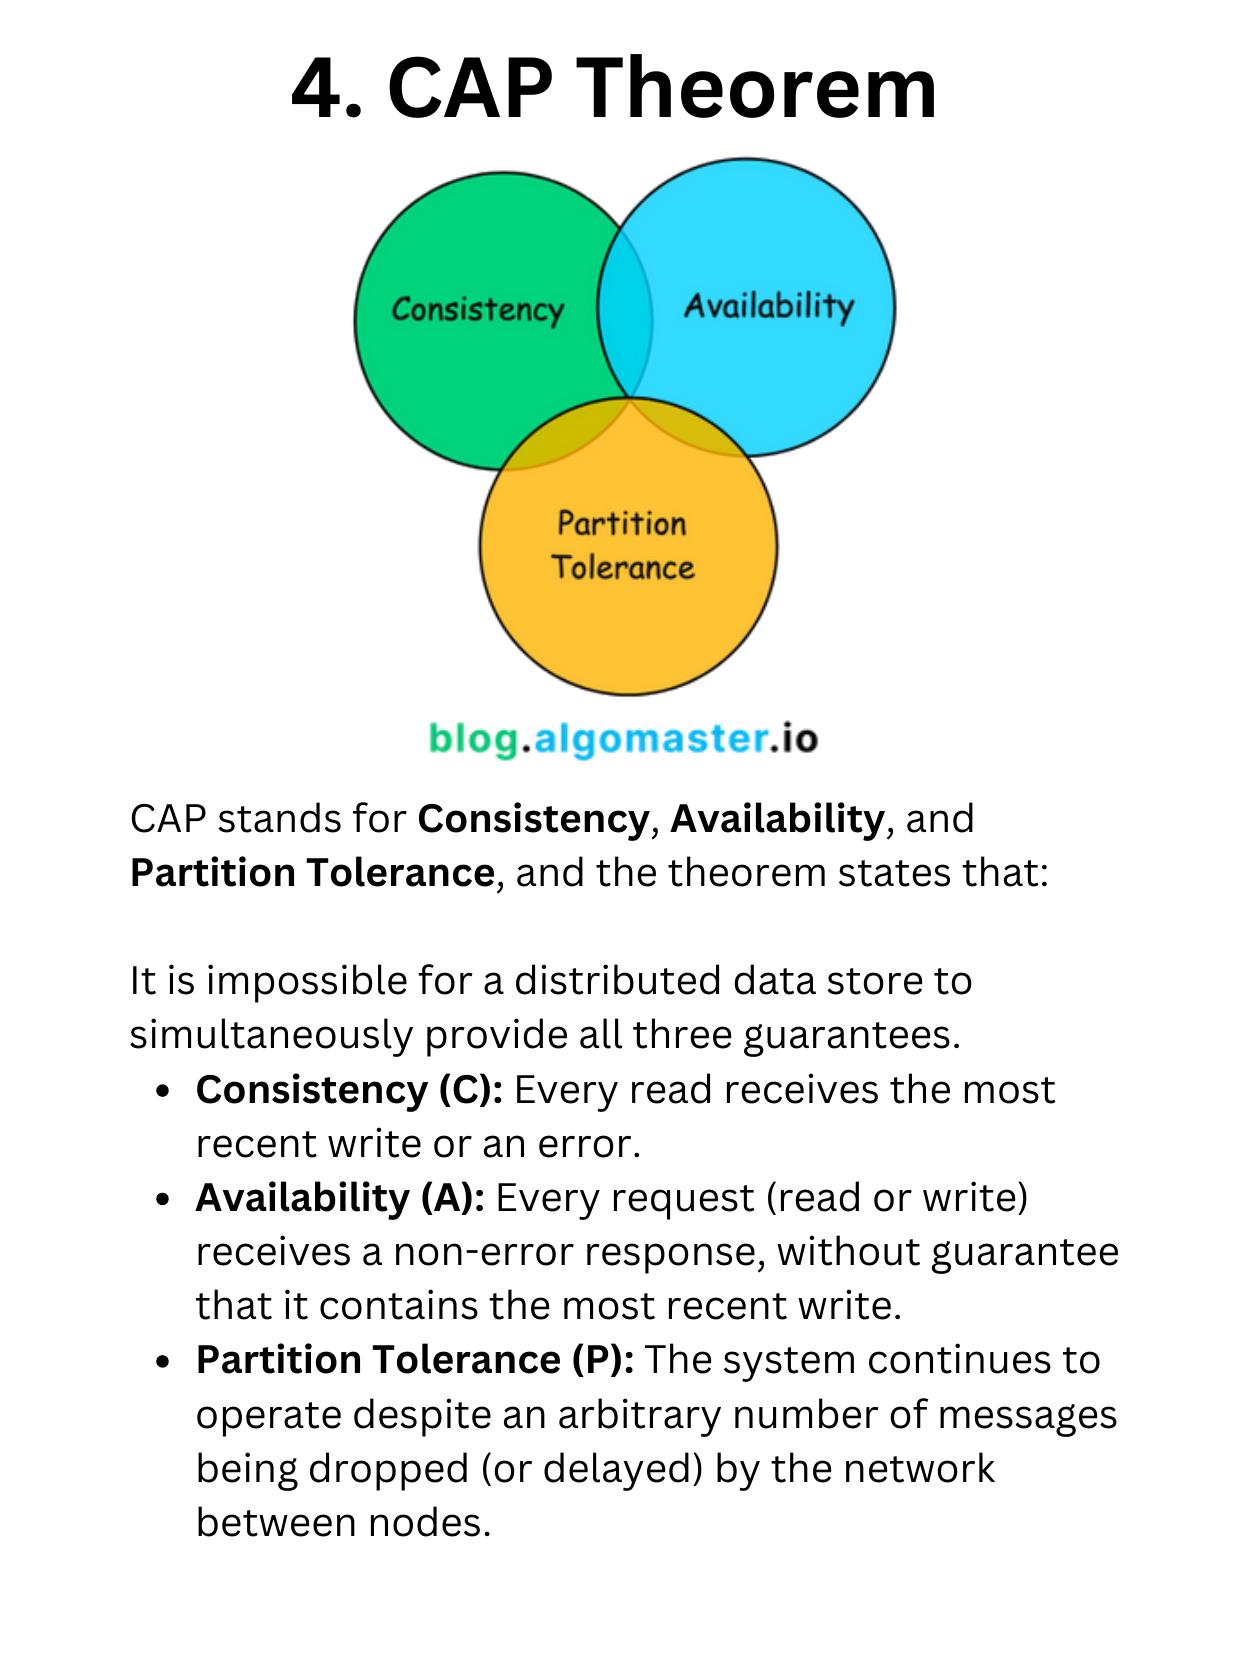 4. CAP Theorem
Consistency
Availability
Partition
Tolerance
blog.algomaster.io
CAP stands for Consistency, Availability, and
Partition Tolerance, and the theorem states that:
It is impossible for a distributed data store to
simultaneously provide all three guarantees.
• Consistency (C): Every read receives the most
recent write or an error.
• Availability (A): Every request (read or write)
receives a non-error response, without guarantee
that it contains the most recent write.
• Partition Tolerance (P): The system continues to
operate despite an arbitrary number of messages
being dropped (or delayed) by the network
between nodes.